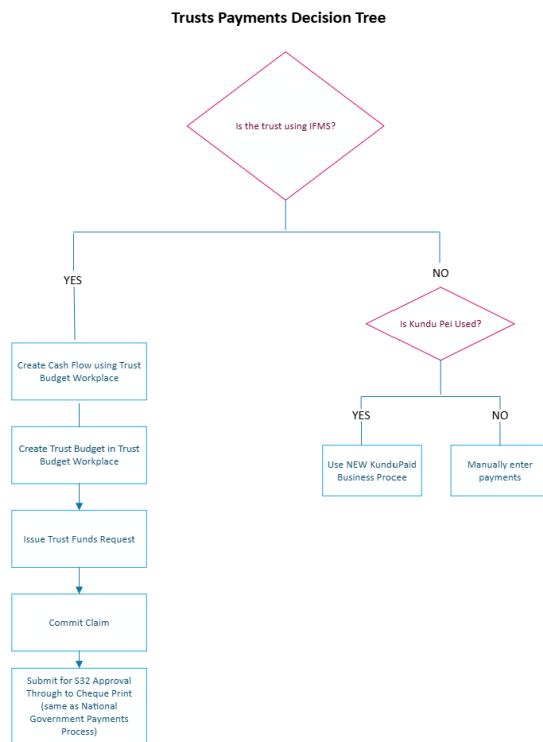 Trusts Payments Decision Tree
Is the trust using IFMS?
YES
NO
Is Kundu Pei Used?
Create Cash Flow using Trust
Budget Workplace
YES
NO
Create Trust Budget in Trust
Budget Workplace
Use NEW KunduPaid
Business Procee
Manually enter
payments
Issue Trust Funds Request
Commit Claim
Submit for S32 Approval
Through to Cheque Print
(same as National
Government Payments
Process)